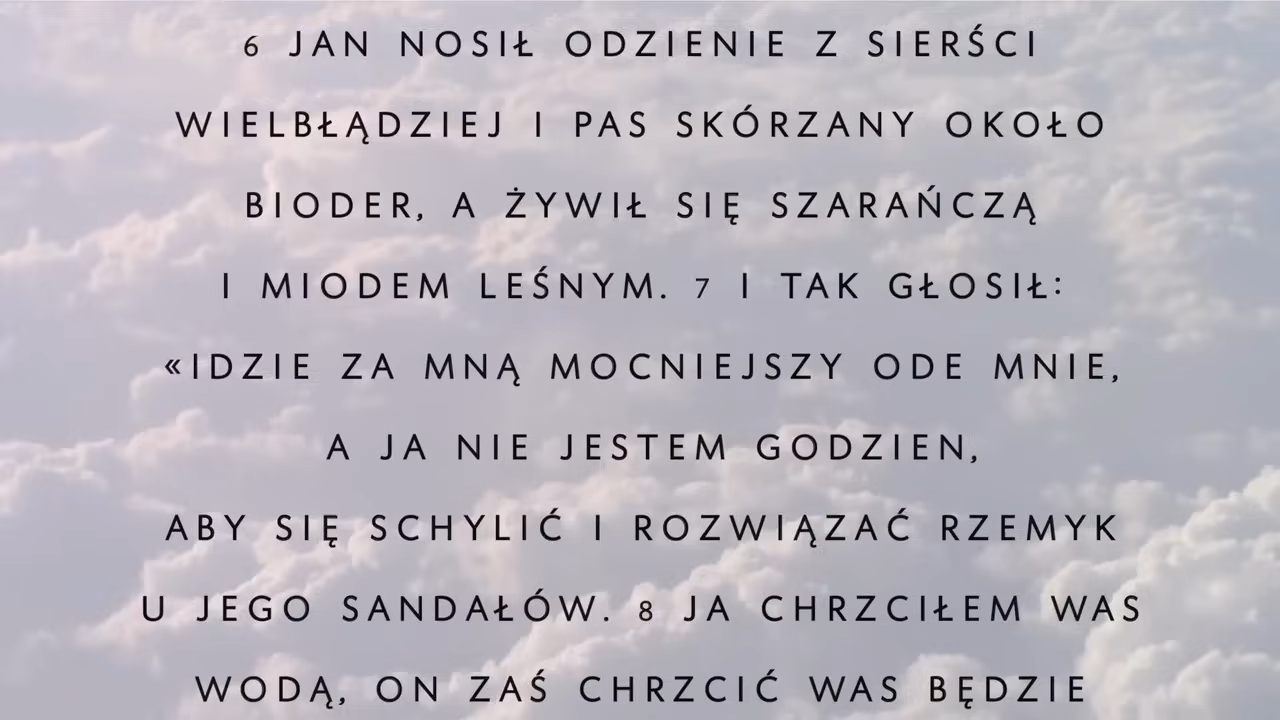 6 JAN NOSIŁ ODZIENIE Z SIERŚCI
WIELBŁĄDZIEJ I PAS SKÓRZANY OKOŁO
BIODER, A ŻYWIŁ SIĘ SZARAŃCZĄ
I MIODEM LEŚNYM. 7 I TAK GŁOSIŁ:
«IDZIE ZA MNĄ MOCNIEJSZY ODE MNIE,
A JA NIE JESTEM GODZIEN,
ABY SIĘ SCHYLIĆ I ROZWIĄZAĆ RZEMYK
U JEGO SANDAŁÓW. 8 JA CHRZCIŁEM WAS
WODĄ, ON ZAŚ CHRZCIĆ WAS BĘDZIE